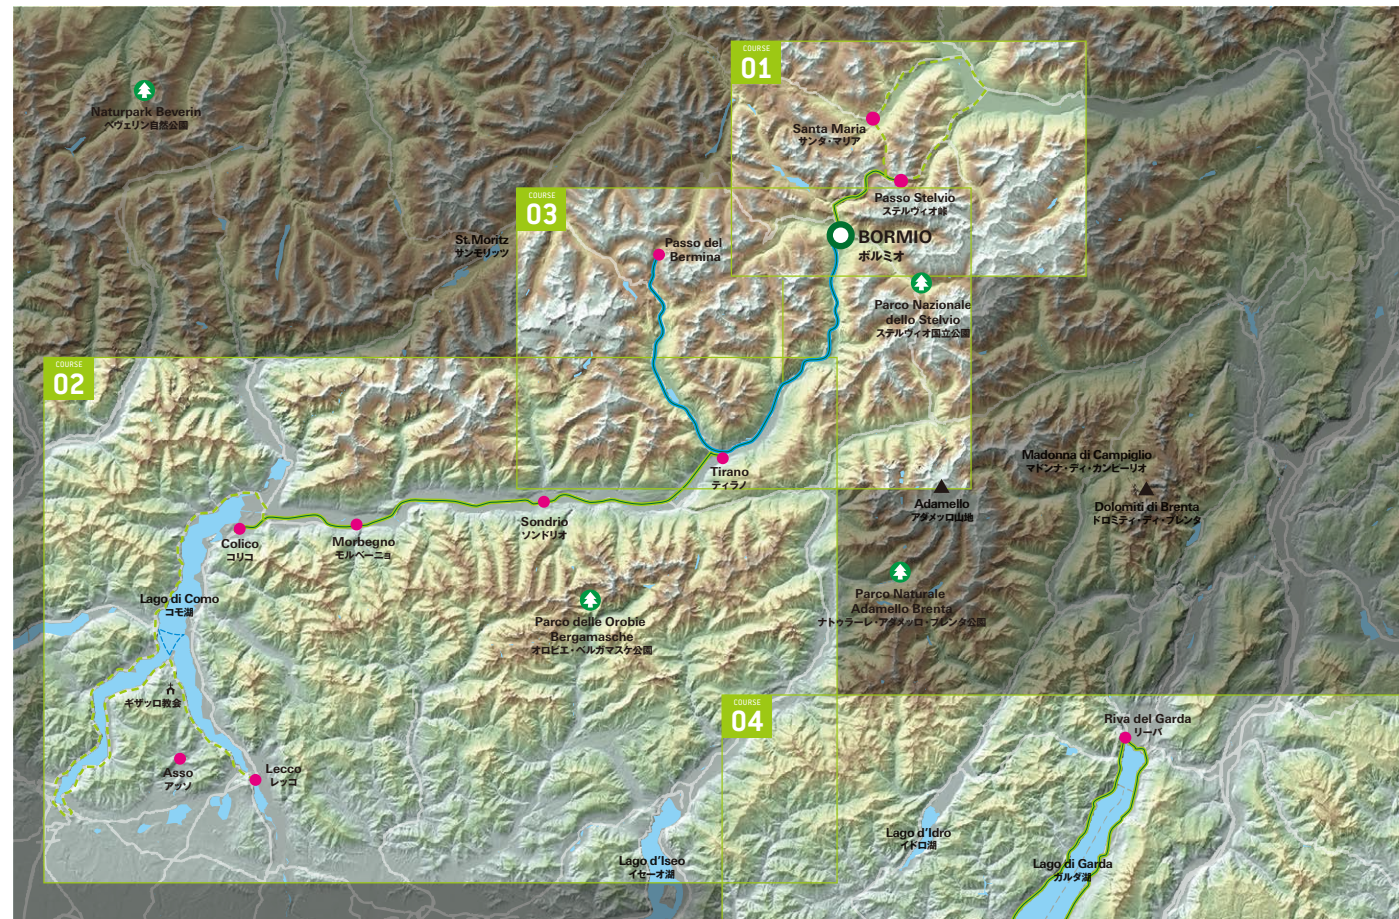 COURSE
01
Naturpark Beverin
ベヴェリン自然公園
Santa Maria
サンタ・マリア
Passo Stelvio
ステルヴィオ峠
COURSE
03
St.Moritz
サンモリッツ
Passo del
Bermina
BORMIO
ボルミオ
Parco Nazionale
dello Stelvio
ステルヴィオ国立公園
COURSE
02
Tirano
ティラノ
Madonna di Campiglio
マドンナ・ディ・カンピーリオ
Adamello
アダメッロ山地
Dolomiti di Brenta
ドロミティ・ディ・ブレンタ
Sondrio
ソンドリオ
Colico
コリコ
Morbegno
モルベーニョ
Lago di Como
コモ湖
Parco delle Orobie
Bergamasche
オロビエ・ベルガマスケ公園
Parco Naturale
Adamello Brenta
ナトゥラーレ・アダメッロ・ブレンタ公園
ギザッロ教会
COURSE
04
Riva del Garda
リーバ
Asso
アッソ
Lecco
レッコ
Lago d'Idro
イドロ湖
Lago d'Iseo
イセーオ湖
Lago di Garda
ガルダ湖